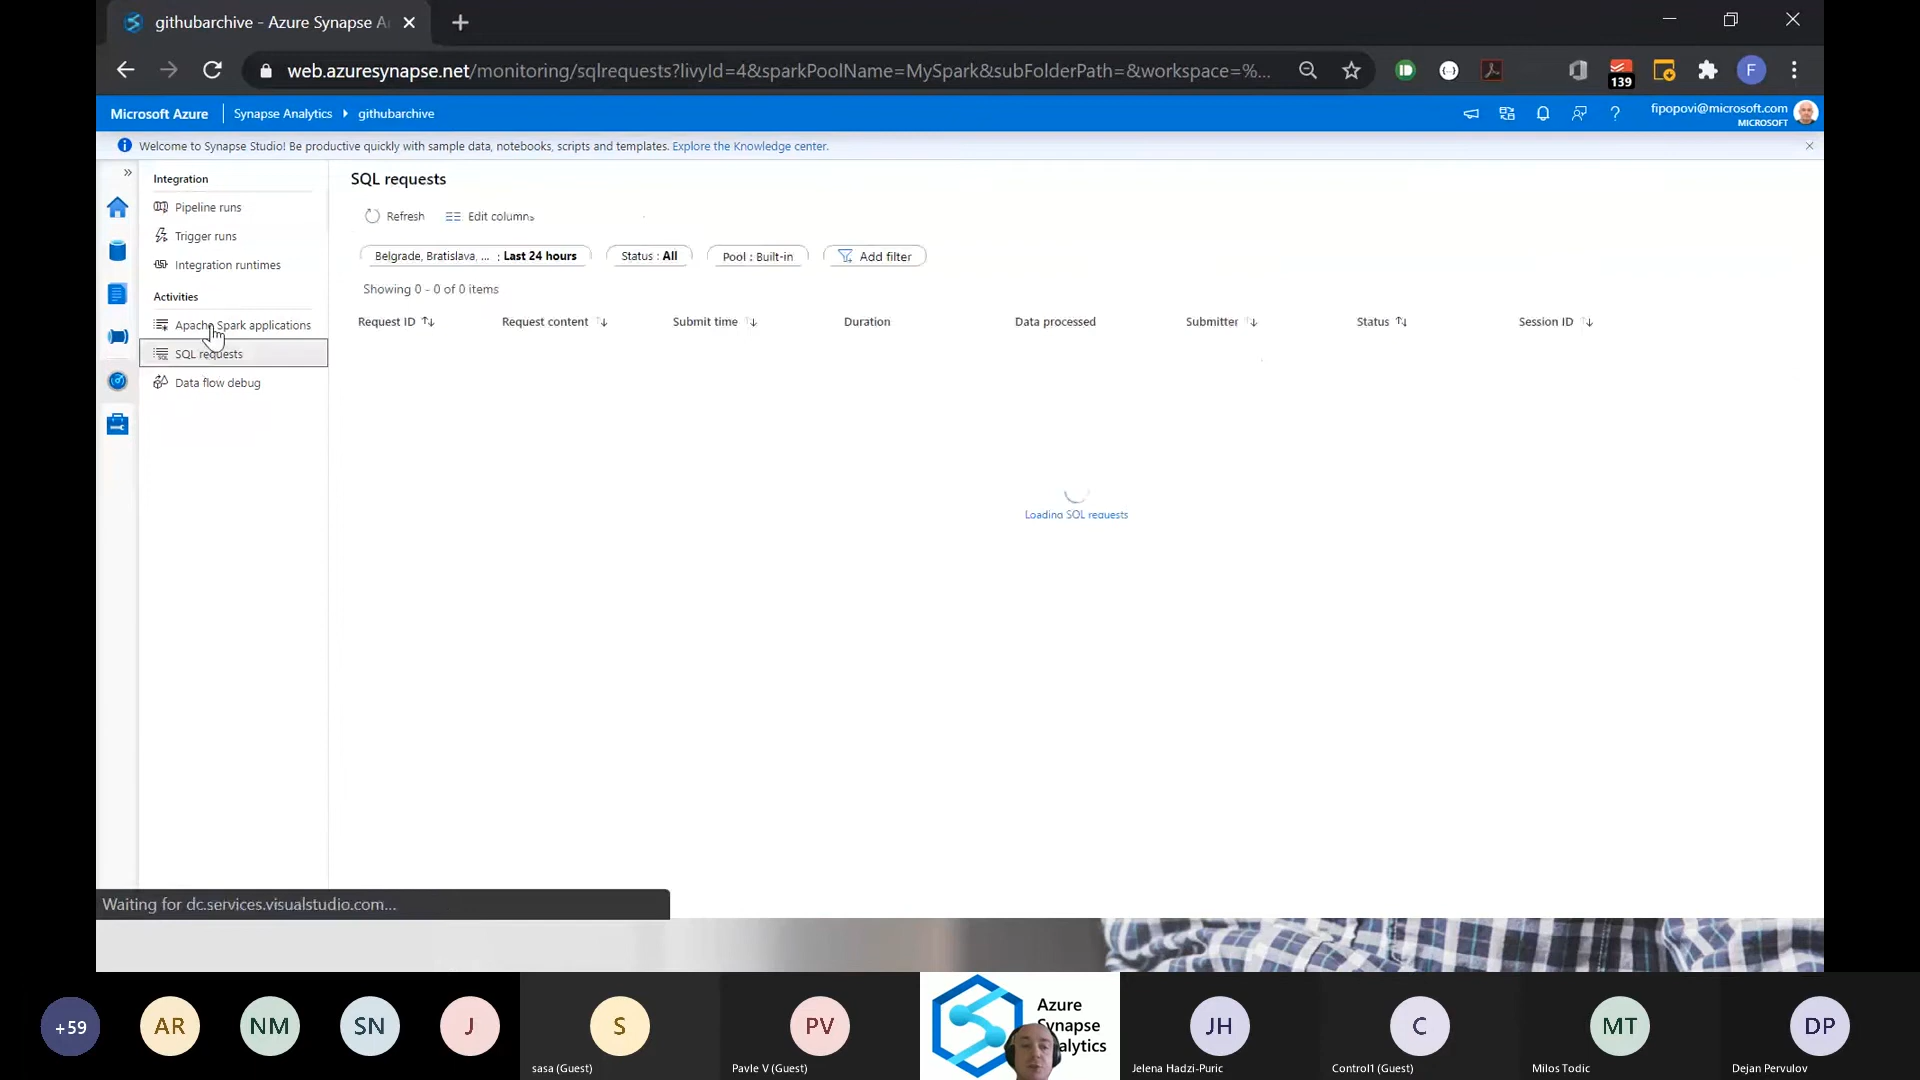 githubarchive - Azure Synapse A
web.azuresynapse.net/monitoring/sqlrequests?livyId=4&sparkPoolName=MySpark&subFolderPath=&workspace=%...
139
F
Microsoft Azure
Synapse Analytics
githubarchive
fipopovi@microsoft.com
MICROSOFT
Welcome to Synapse Studio! Be productive quickly with sample data, notebooks, scripts and templates. Explore the Knowledge center.
Integration
Pipeline runs
Trigger runs
Integration runtimes
Activities
Apache Spark applications
SQL requests
Data flow debug
SQL requests
Refresh
Edit columns
Belgrade, Bratislava, ... : Last 24 hours
Status : All
Pool : Built-in
Add filter
Showing 0 - 0 of 0 items
Request ID
Request content
Submit time
Duration
Data processed
Submitter
Status
Session ID
Loading SQL requests
Waiting for dc.services.visualstudio.com...
+59
AR
NM
SN
J
S
sasa (Guest)
PV
Pavle V (Guest)
Azure
Synapse
alytics
JH
Jelena Hadzi-Puric
C
Control1 (Guest)
MT
Milos Todic
DP
Dejan Pervulov